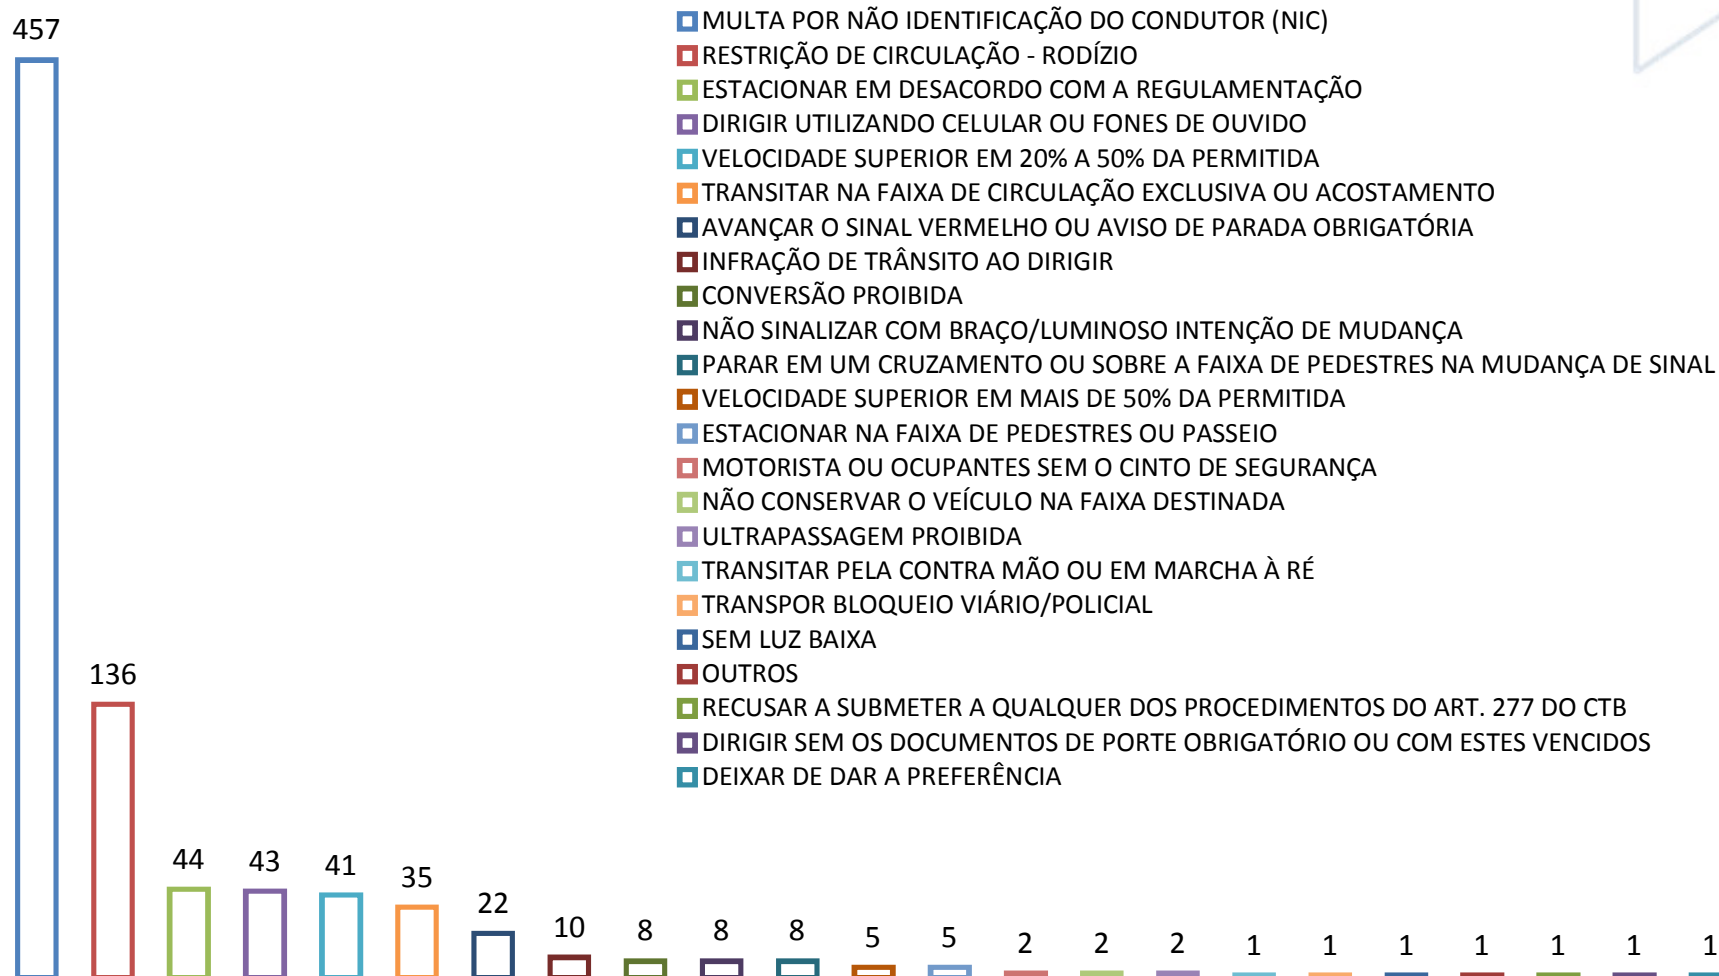 457
136
44
43
41
35
22
10
8
8
8
5
5
2
2
2
1
1
1
1
1
1
1
MULTA POR NÃO IDENTIFICAÇÃO DO CONDUTOR (NIC)
RESTRIÇÃO DE CIRCULAÇÃO - RODÍZIO
ESTACIONAR EM DESACORDO COM A REGULAMENTAÇÃO
DIRIGIR UTILIZANDO CELULAR OU FONES DE OUVIDO
VELOCIDADE SUPERIOR EM 20% A 50% DA PERMITIDA
TRANSITAR NA FAIXA DE CIRCULAÇÃO EXCLUSIVA OU ACOSTAMENTO
AVANÇAR O SINAL VERMELHO OU AVISO DE PARADA OBRIGATÓRIA
INFRAÇÃO DE TRÂNSITO AO DIRIGIR
CONVERSÃO PROIBIDA
NÃO SINALIZAR COM BRAÇO/LUMINOSO INTENÇÃO DE MUDANÇA
PARAR EM UM CRUZAMENTO OU SOBRE A FAIXA DE PEDESTRES NA MUDANÇA DE SINAL
VELOCIDADE SUPERIOR EM MAIS DE 50% DA PERMITIDA
ESTACIONAR NA FAIXA DE PEDESTRES OU PASSEIO
MOTORISTA OU OCUPANTES SEM O CINTO DE SEGURANÇA
NÃO CONSERVAR O VEÍCULO NA FAIXA DESTINADA
ULTRAPASSAGEM PROIBIDA
TRANSITAR PELA CONTRA MÃO OU EM MARCHA À RÉ
TRANSPOR BLOQUEIO VIÁRIO/POLICIAL
SEM LUZ BAIXA
OUTROS
RECUSAR A SUBMETER A QUALQUER DOS PROCEDIMENTOS DO ART. 277 DO CTB
DIRIGIR SEM OS DOCUMENTOS DE PORTE OBRIGATÓRIO OU COM ESTES VENCIDOS
DEIXAR DE DAR A PREFERÊNCIA